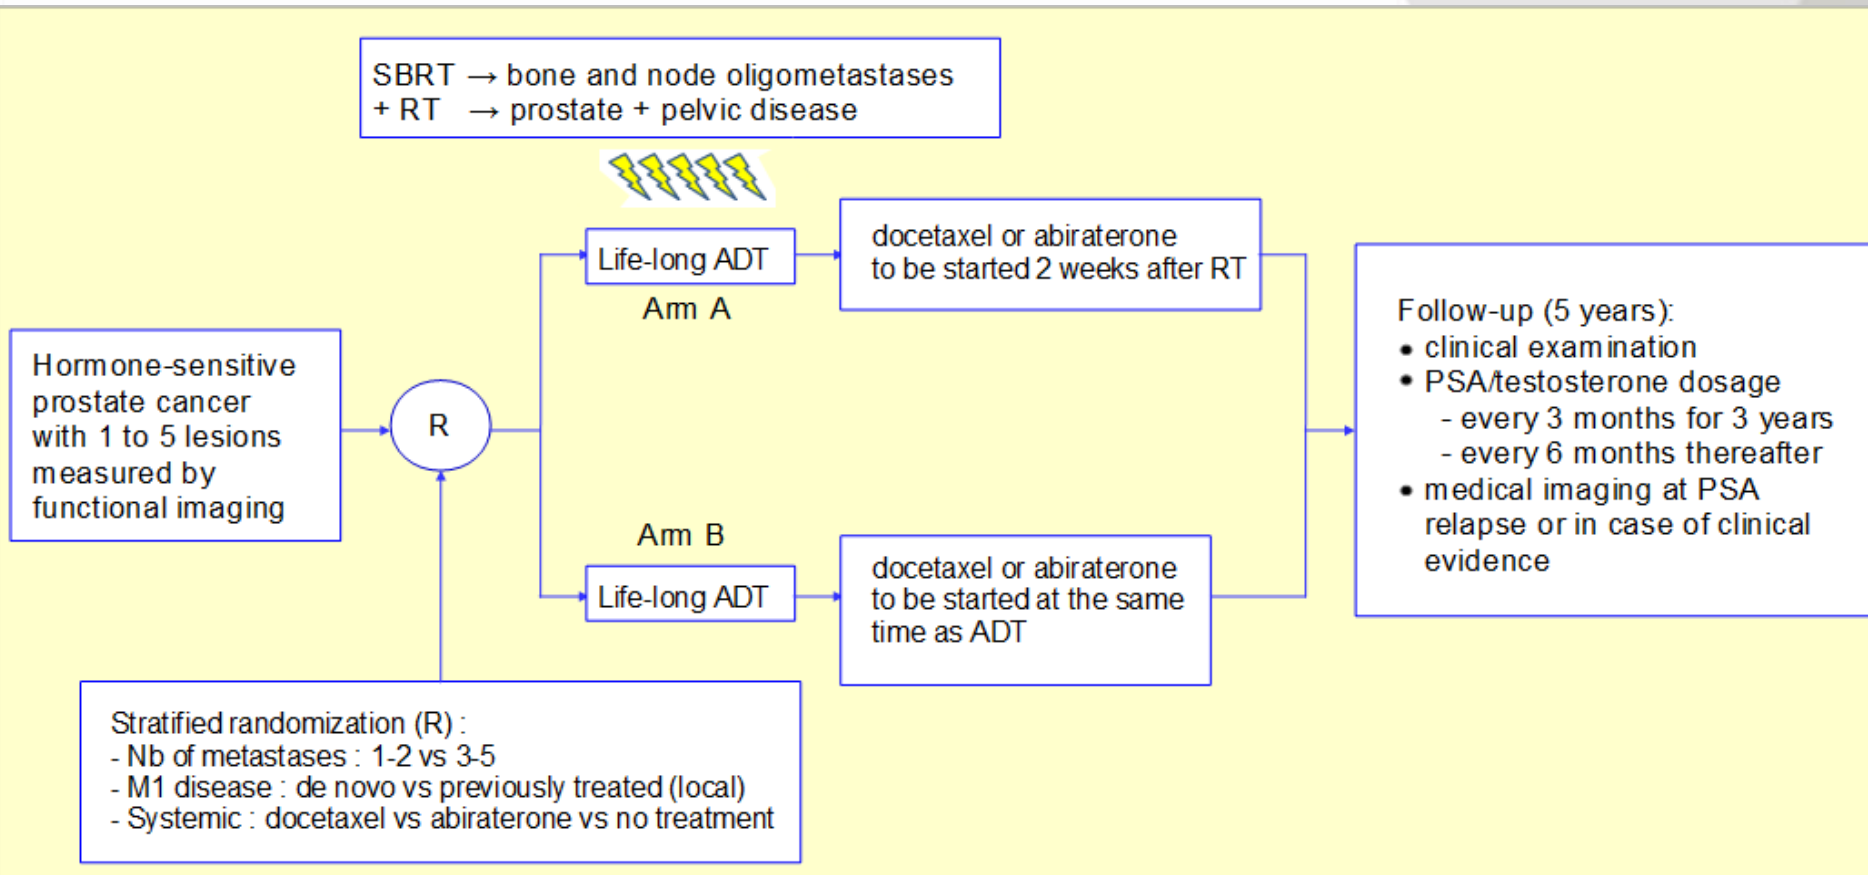 SBRT → bone and node oligometastases
+ RT → prostate + pelvic disease
Life-long ADT
Arm A
docetaxel or abiraterone
to be started 2 weeks after RT
Hormone-sensitive
prostate cancer
with 1 to 5 lesions
measured by
functional imaging
R
Arm B
Life-long ADT
docetaxel or abiraterone
to be started at the same
time as ADT
Follow-up (5 years):
• clinical examination
• PSA/testosterone dosage
- every 3 months for 3 years
- every 6 months thereafter
• medical imaging at PSA
relapse or in case of clinical
evidence
Stratified randomization (R) :
- Nb of metastases : 1-2 vs 3-5
- M1 disease : de novo vs previously treated (local)
- Systemic : docetaxel vs abiraterone vs no treatment